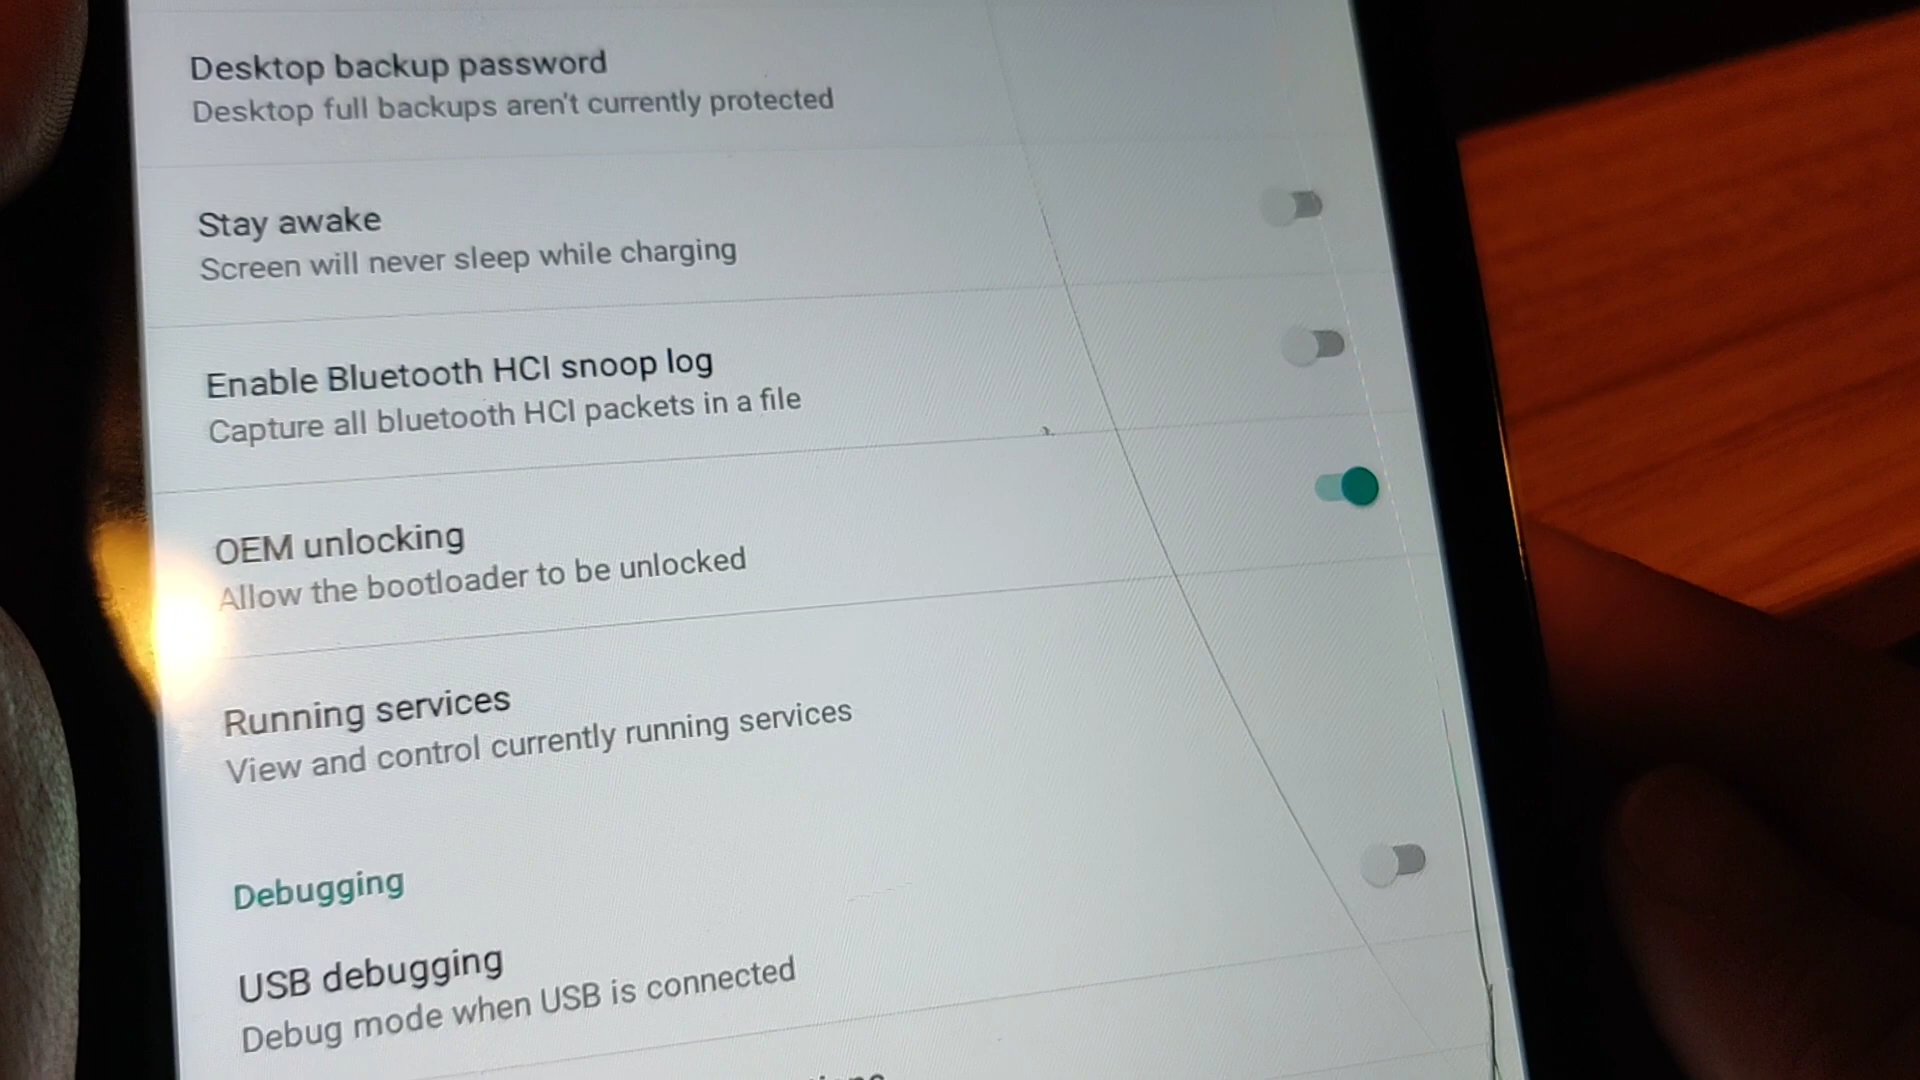 Desktop backup password
Desktop full backups aren't currently protected
Stay awake
Screen will never sleep while charging
Enable Bluetooth HCI snoop log
Capture all bluetooth HCI packets in a file
OEM unlocking
Allow the bootloader to be unlocked
Running services
View and control currently running services
Debugging
USB debugging
Debug mode when USB is connected